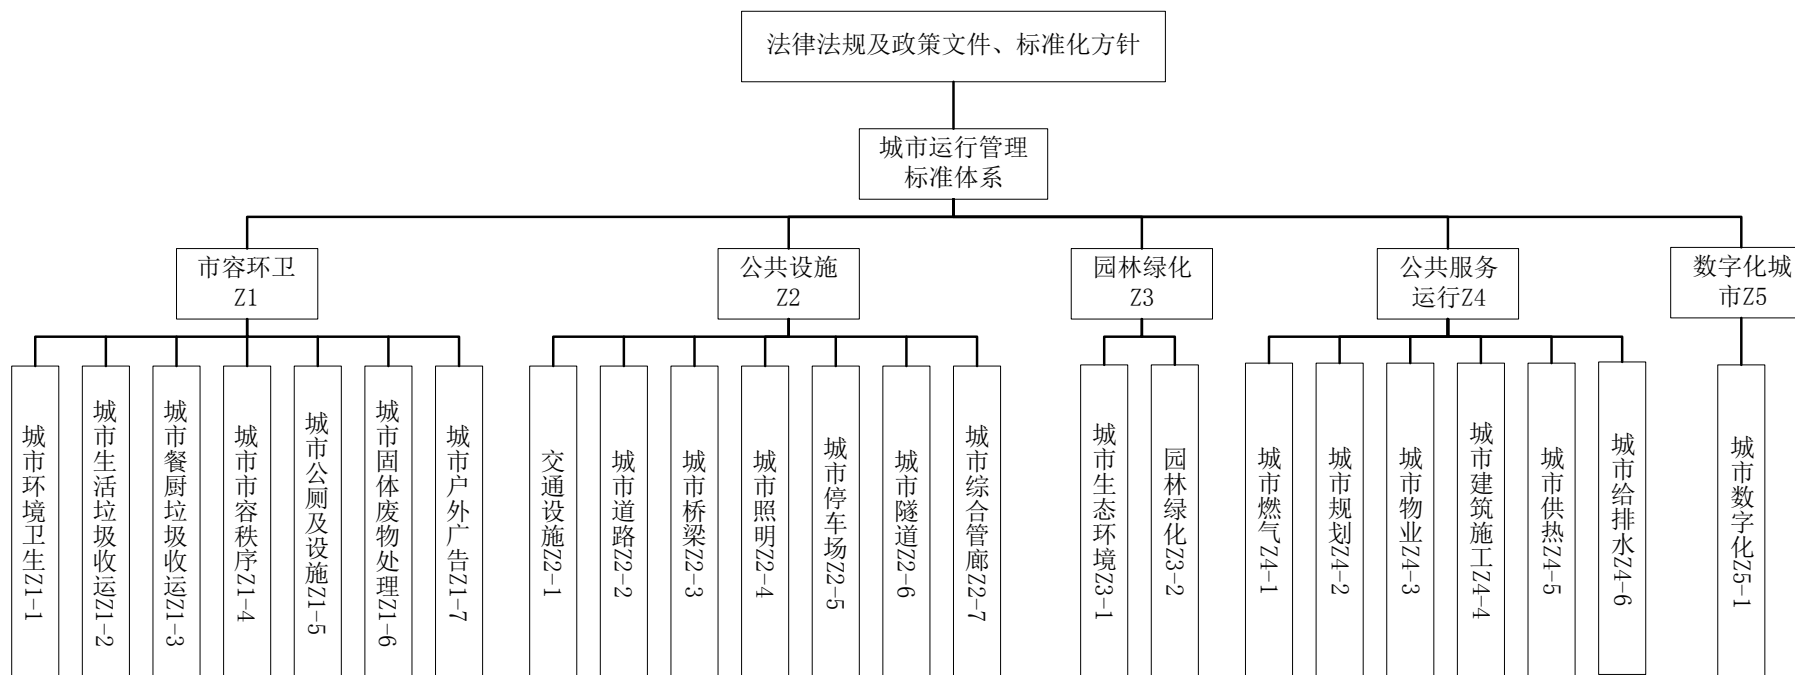 法律法规及政策文件、标准化方针
城市运行管理
标准体系
市容环卫
Z1
公共设施
Z2
园林绿化
Z3
公共服务
运行Z4
数字化城
市Z5
城市环境卫生Z1-1
城市生活垃圾收运Z1-2
城市餐厨垃圾收运Z1-3
城市市容秩序Z1-4
城市公厕及设施Z1-5
城市固体废物处理Z1-6
城市户外广告Z1-7
交通设施Z2-1
城市道路Z2-2
城市桥梁Z2-3
城市照明Z2-4
城市停车场Z2-5
城市隧道Z2-6
城市综合管廊Z2-7
城市生态环境Z3-1
园林绿化Z3-2
城市燃气Z4-1
城市规划Z4-2
城市物业Z4-3
城市建筑施工Z4-4
城市供热Z4-5
城市给排水Z4-6
城市数字化Z5-1